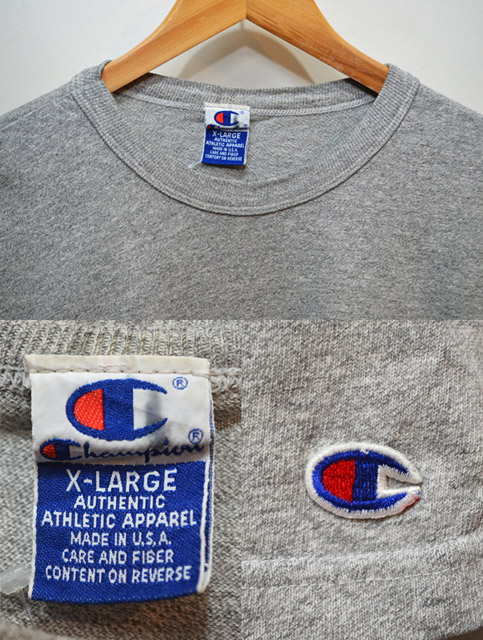 Champion
X-LARGE
AUTHENTIC
ATHLETIC APPAREL
MADE IN U.S.A.
CARE AND FIBER
CONTENT ON REVERSE
®
Champion®
X-LARGE
AUTHENTIC
ATHLETIC APPAREL
MADE IN U.S.A.
CARE AND FIBER
CONTENT ON REVERSE